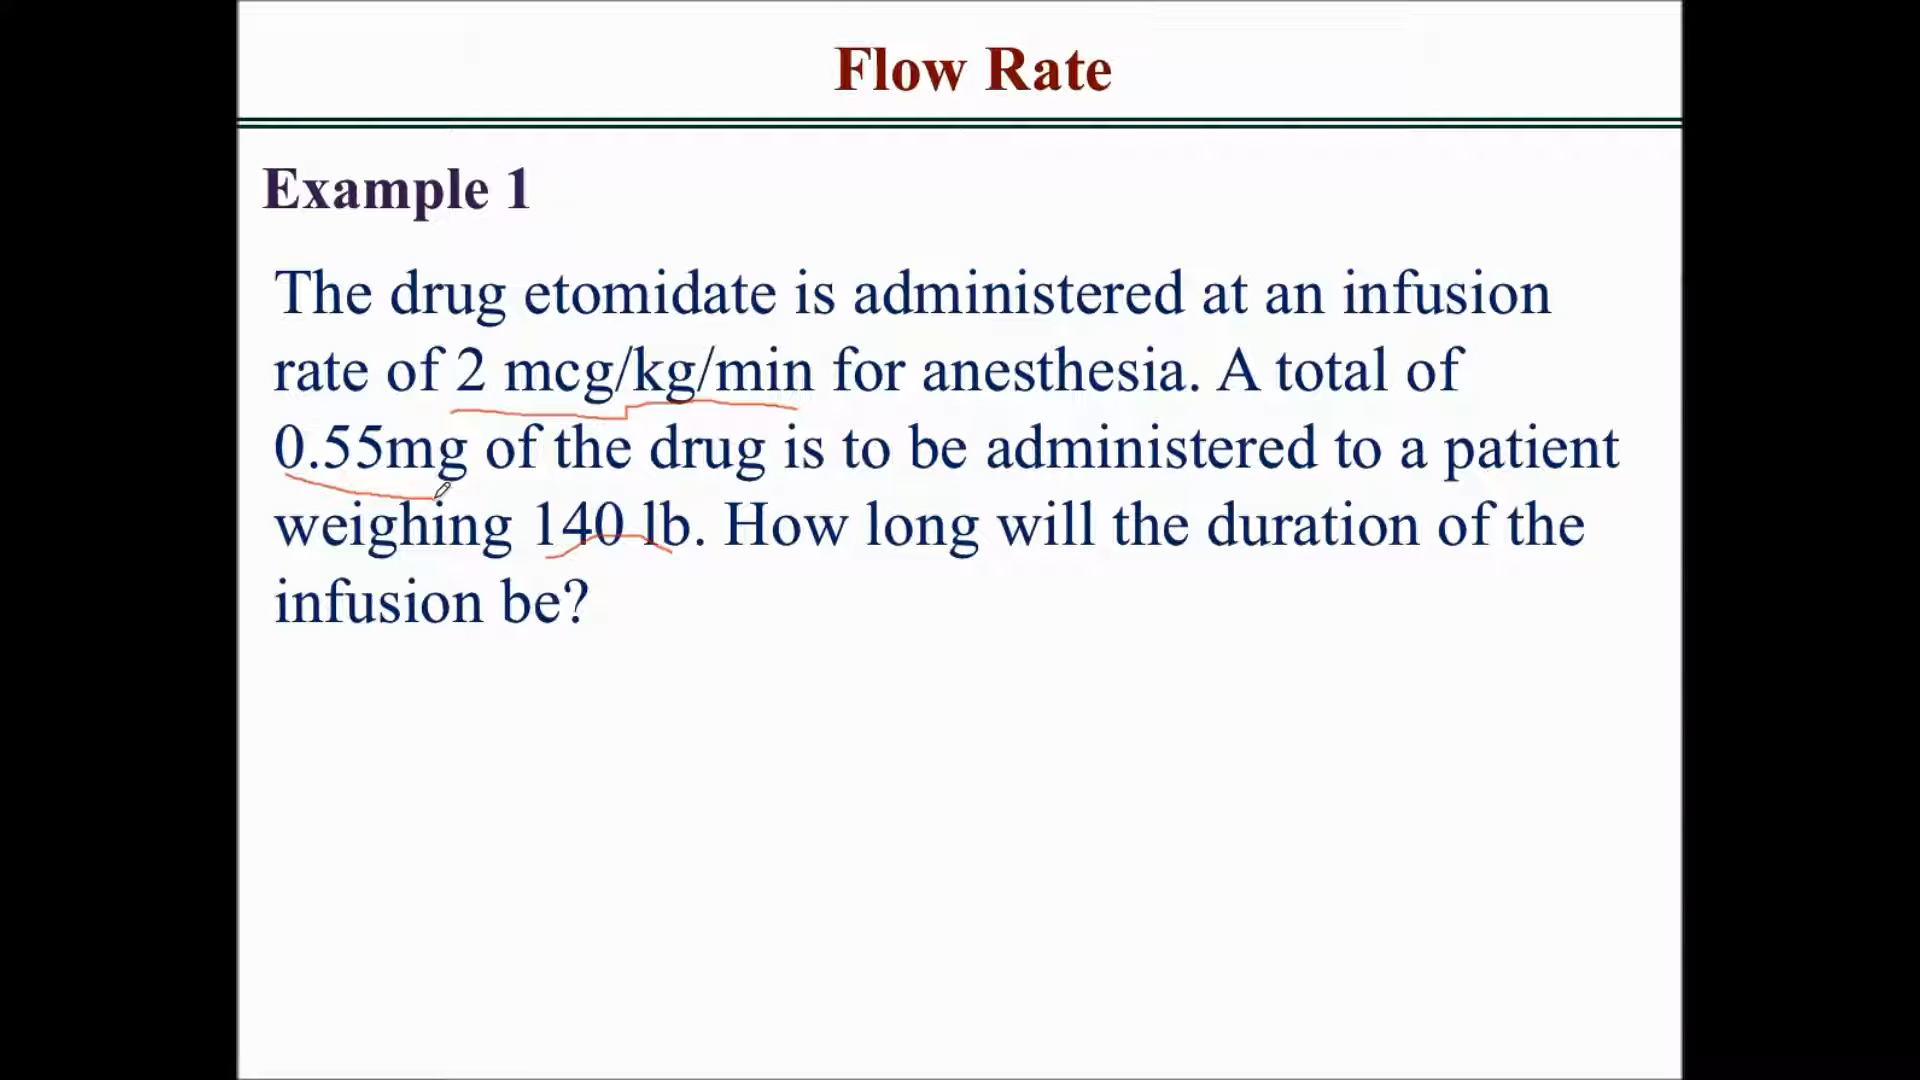 Flow Rate
Example 1
The drug etomidate is administered at an infusion
rate of 2 mcg/kg/min for anesthesia. A total of
0.55mg of the drug is to be administered to a patient
weighing 140 lb. How long will the duration of the
infusion be?